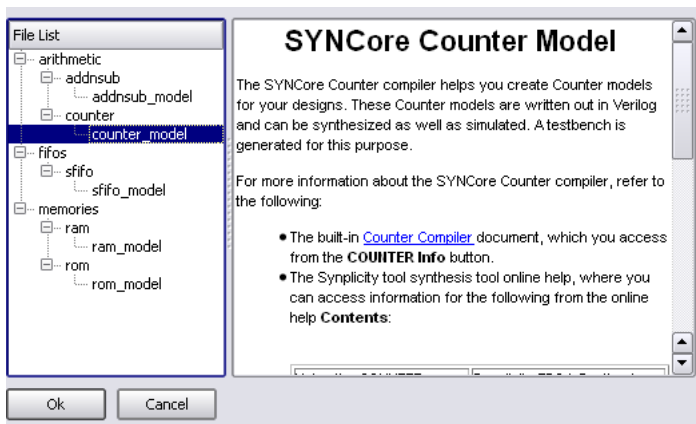 File List
arithmetic
addnsub
addnsub_model
counter
counter_model
fifos
sfifo
sfifo_model
memories
ram
ram_model
rom
rom_model
SYNCore Counter Model
The SYNCore Counter compiler helps you create Counter models
for your designs. These Counter models are written out in Verilog
and can be synthesized as well as simulated. A testbench is
generated for this purpose.
For more information about the SYNCore Counter compiler, refer to
the following:
The built-in Counter Compiler document, which you access
from the COUNTER Info button.
The Synplicity tool synthesis tool online help, where you
can access information for the following from the online
help Contents:
Ok
Cancel